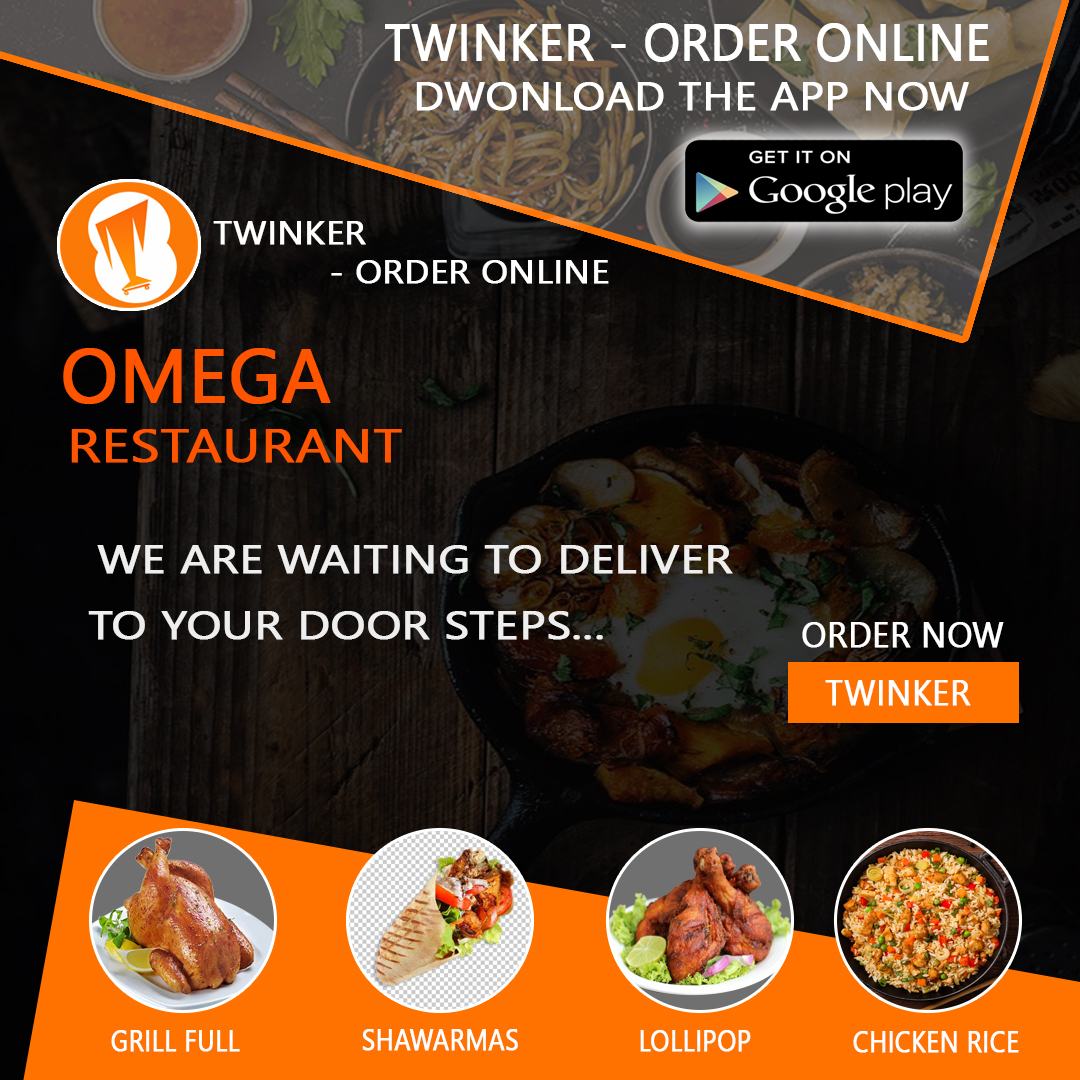 TWINKER - ORDER ONLINE
DWONLOAD THE APP NOW
GET IT ON
Google play
TWINKER
- ORDER ONLINE
OMEGA
RESTAURANT
WE ARE WAITING TO DELIVER
TO YOUR DOOR STEPS...
ORDER NOW
TWINKER
GRILL FULL
SHAWARMAS
LOLLIPOP
CHICKEN RICE